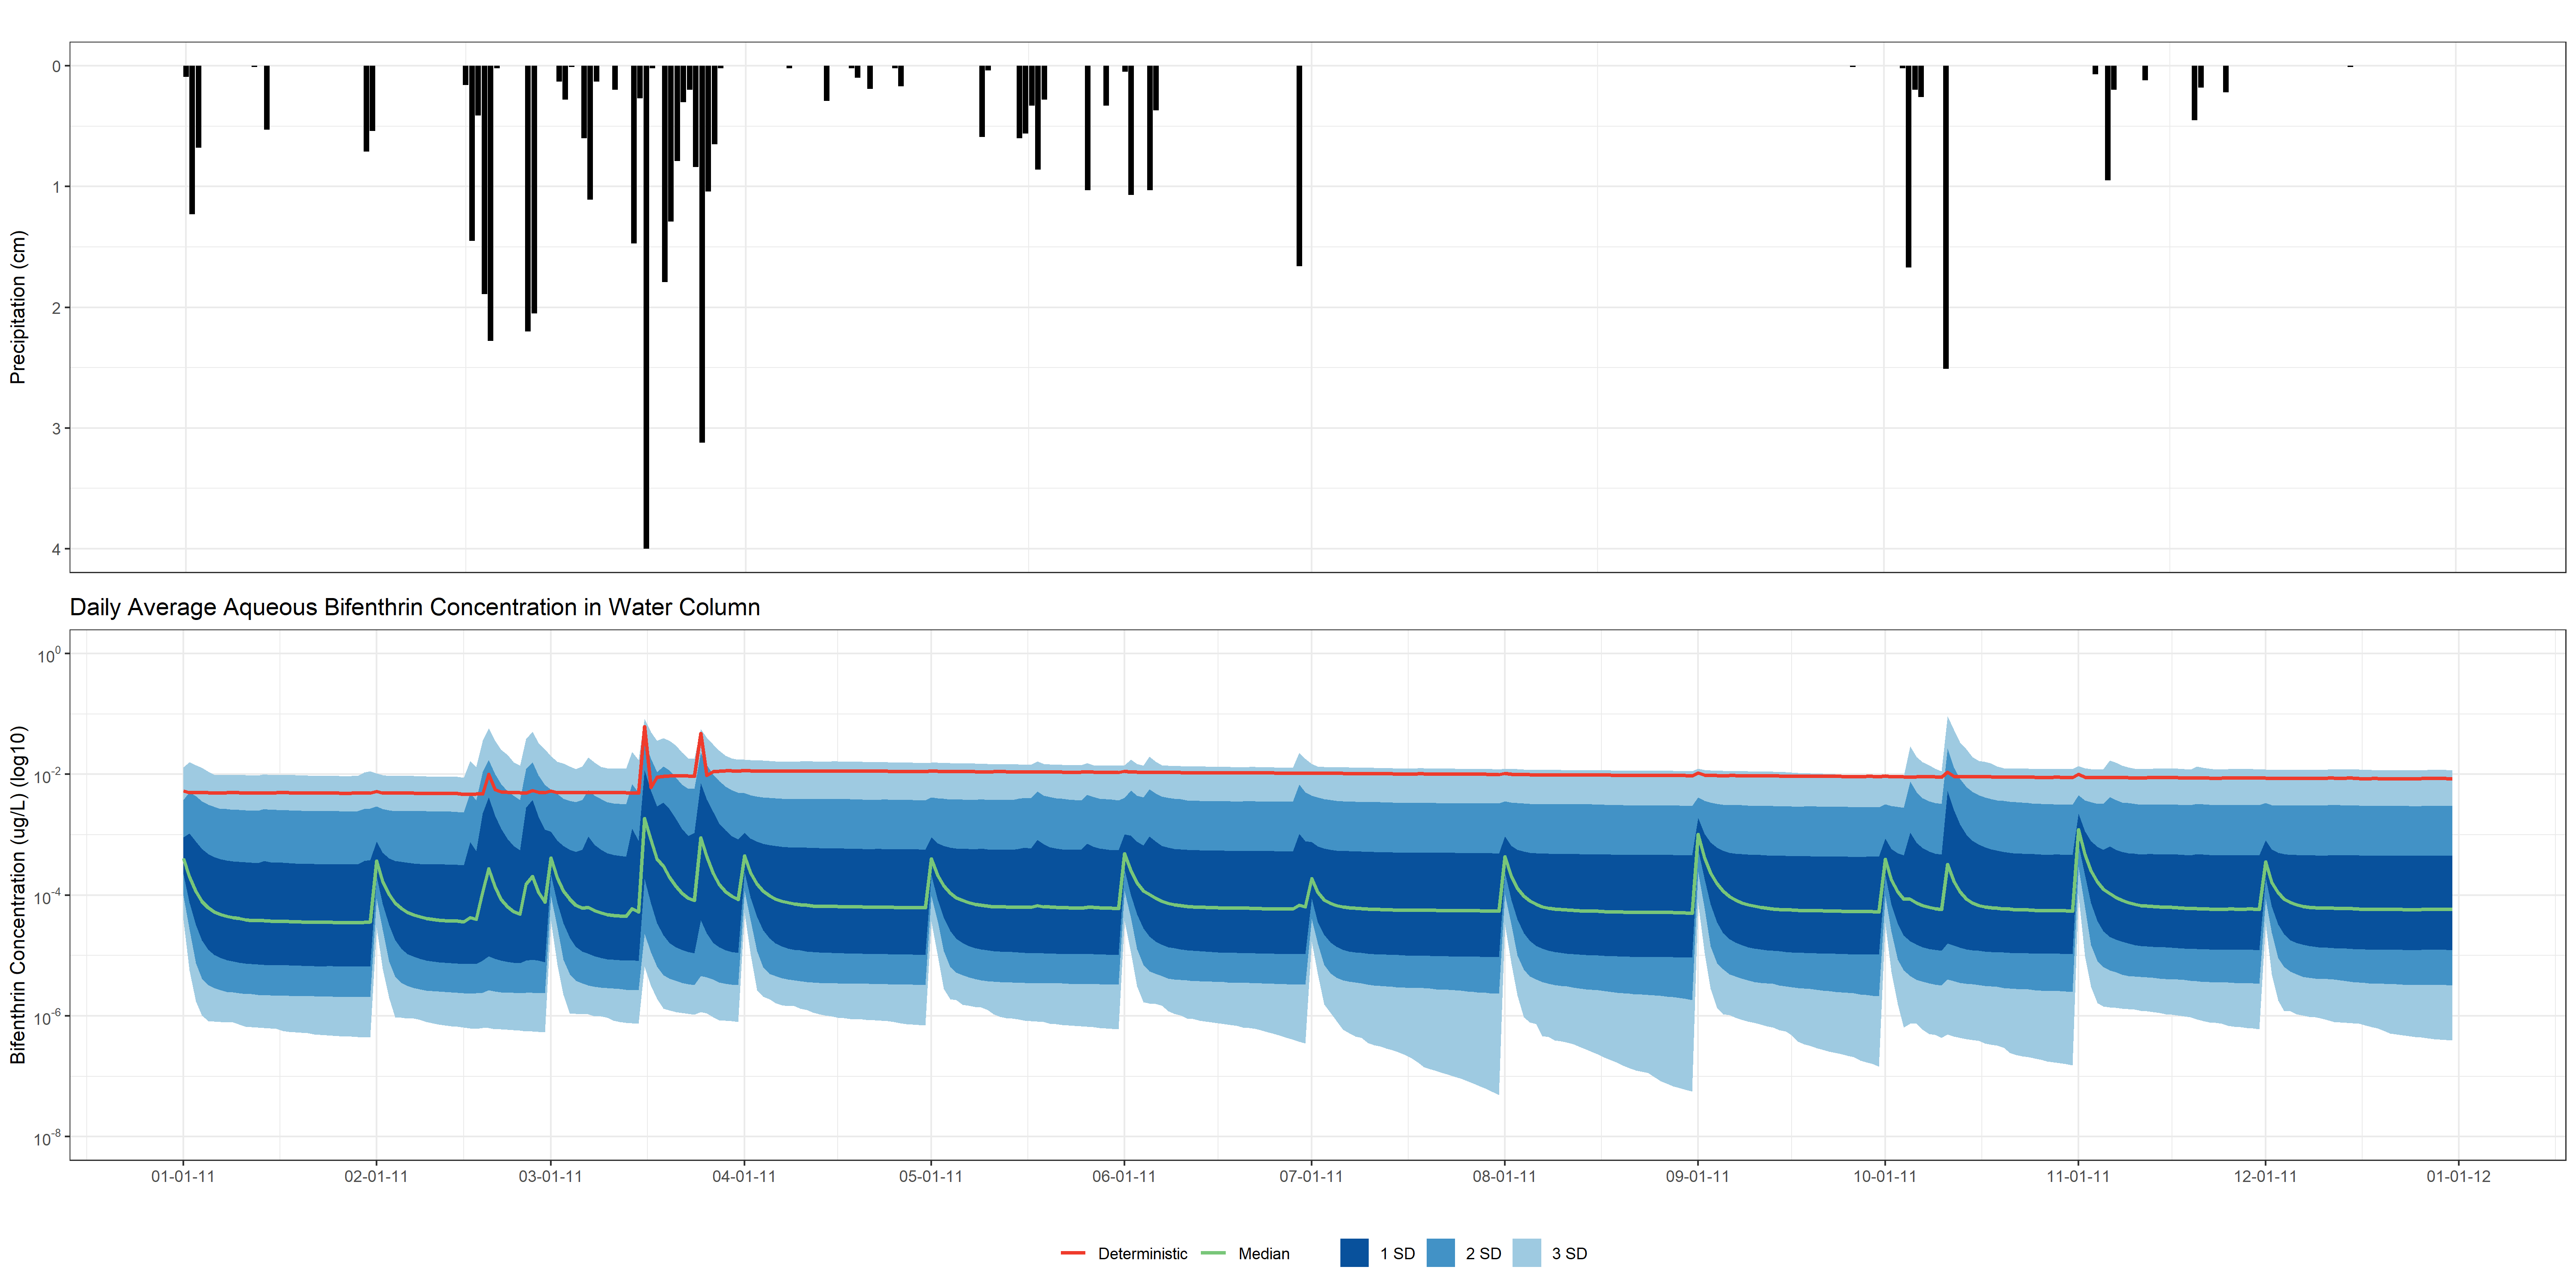 0
1
2
3
4
Precipitation (cm)
Daily Average Aqueous Bifenthrin Concentration in Water Column
10^0
10^-2
10^-4
10^-6
10^-8
Bifenthrin Concentration (ug/L) (log10)
01-01-11 02-01-11 03-01-11 04-01-11 05-01-11 06-01-11 07-01-11 08-01-11 09-01-11 10-01-11 11-01-11 12-01-11 01-01-12
Deterministic Median 1 SD 2 SD 3 SD